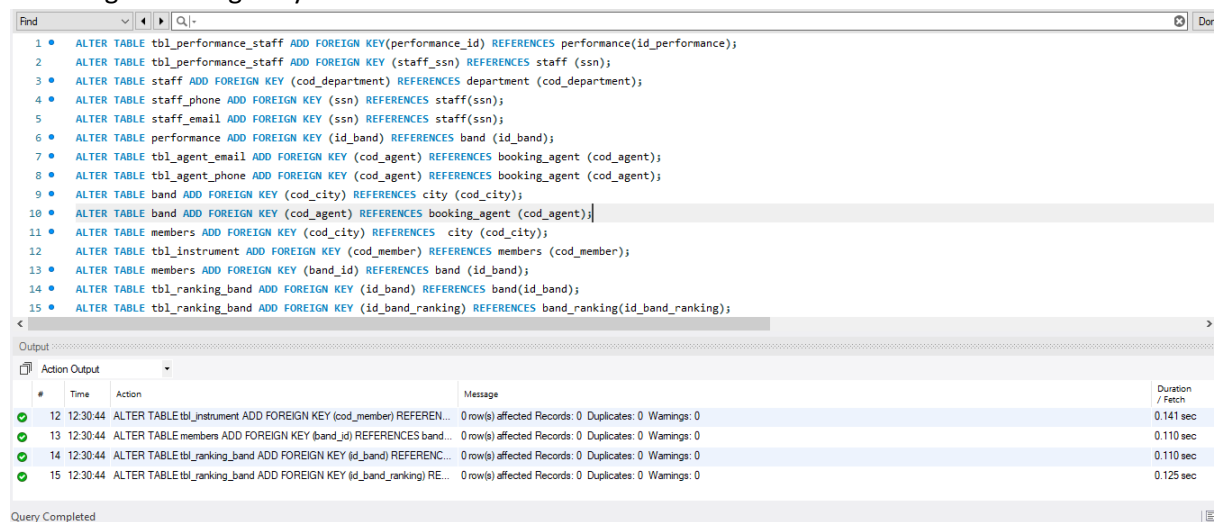 Find
Don
1 ALTER TABLE tbl_performance_staff ADD FOREIGN KEY(performance_id) REFERENCES performance(id_performance);
2 ALTER TABLE tbl_performance_staff ADD FOREIGN KEY (staff_ssn) REFERENCES staff (ssn);
3 ALTER TABLE staff ADD FOREIGN KEY (cod_department) REFERENCES department (cod_department);
4 ALTER TABLE staff_phone ADD FOREIGN KEY (ssn) REFERENCES staff(ssn);
5 ALTER TABLE staff_email ADD FOREIGN KEY (ssn) REFERENCES staff(ssn);
6 ALTER TABLE performance ADD FOREIGN KEY (id_band) REFERENCES band (id_band);
7 ALTER TABLE tbl_agent_email ADD FOREIGN KEY (cod_agent) REFERENCES booking_agent (cod_agent);
8 ALTER TABLE tbl_agent_phone ADD FOREIGN KEY (cod_agent) REFERENCES booking_agent (cod_agent);
9 ALTER TABLE band ADD FOREIGN KEY (cod_city) REFERENCES city (cod_city);
10 ALTER TABLE band ADD FOREIGN KEY (cod_agent) REFERENCES booking_agent (cod_agent);
11 ALTER TABLE members ADD FOREIGN KEY (cod_city) REFERENCES  city (cod_city);
12 ALTER TABLE tbl_instrument ADD FOREIGN KEY (cod_member) REFERENCES members (cod_member);
13 ALTER TABLE members ADD FOREIGN KEY (band_id) REFERENCES band (id_band);
14 ALTER TABLE tbl_ranking_band ADD FOREIGN KEY (id_band) REFERENCES band(id_band);
15 ALTER TABLE tbl_ranking_band ADD FOREIGN KEY (id_band_ranking) REFERENCES band_ranking(id_band_ranking);
Output
Action Output
# Time Action Message Duration / Fetch
12 12:30:44 ALTER TABLE tbl_instrument ADD FOREIGN KEY (cod_member) REFEREN... 0 row(s) affected Records: 0 Duplicates: 0 Warnings: 0 0.141 sec
13 12:30:44 ALTER TABLE members ADD FOREIGN KEY (band_id) REFERENCES band... 0 row(s) affected Records: 0 Duplicates: 0 Warnings: 0 0.110 sec
14 12:30:44 ALTER TABLE tbl_ranking_band ADD FOREIGN KEY (id_band) REFERENC... 0 row(s) affected Records: 0 Duplicates: 0 Warnings: 0 0.110 sec
15 12:30:44 ALTER TABLE tbl_ranking_band ADD FOREIGN KEY (id_band_ranking) RE... 0 row(s) affected Records: 0 Duplicates: 0 Warnings: 0 0.125 sec
Query Completed